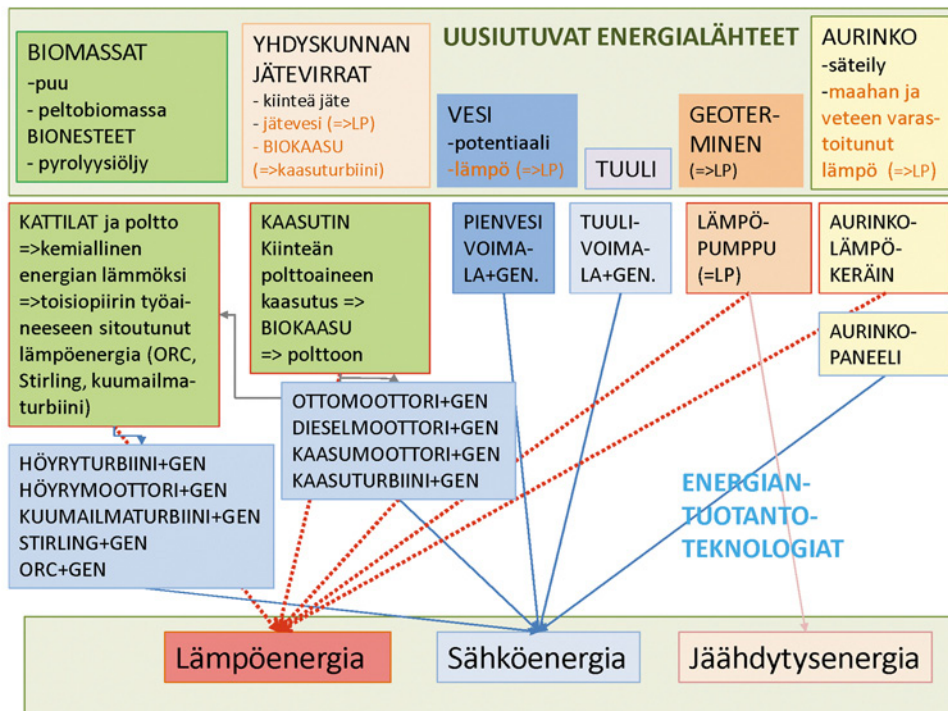 UUSIUTUVAT ENERGIALÄHTEET
BIOMASSAT
-puu
- peltobiomassa
BIONESTEET
- pyrolyysiöljy
YHDYSKUNNAN
JÄTEVIRRAT
- kiinteä jäte
- jätevesi (=>LP)
- BIOKAASU
(=>kaasuturbiini)
VESI
-potentiaali
-lämpö (=>LP)
TUULI
GEOTER-
MINEN
(=>LP)
AURINKO
-säteily
-maahan ja
veteen varas-
toitunut
lämpö (=>LP)
KATTILAT ja poltto
=>kemiallinen
energian lämmöksi
=>toisiopiirin työai-
neeseen sitoutunut
lämpöenergia (ORC,
Stirling, kuumailma-
turbiini)
KAASUTIN
Kiinteän
polttoaineen
kaasutus =>
BIOKAASU
=> polttoon
PIENVESI
VOIMA-
LA+GEN.
TUULI-
VOIMA-
LA+GEN.
LÄMPÖ-
PUMPPU
(=LP)
AURINKO-
LÄMPÖ-
KERÄIN
AURINKO-
PANEELI
OTTOMOOTTORI+GEN
DIESELMOOTTORI+GEN
KAASUMOOTTORI+GEN
KAASUTURBIINI+GEN
HÖYRYTURBIINI+GEN
HÖYRYMOOTTORI+GEN
KUUMAILMATURBIINI+GEN
STIRLING+GEN
ORC+GEN
ENERGIAN-
TUOTANTO-
TEKNOLOGIAT
Lämpöenergia
Sähköenergia
Jäähdytysenergia